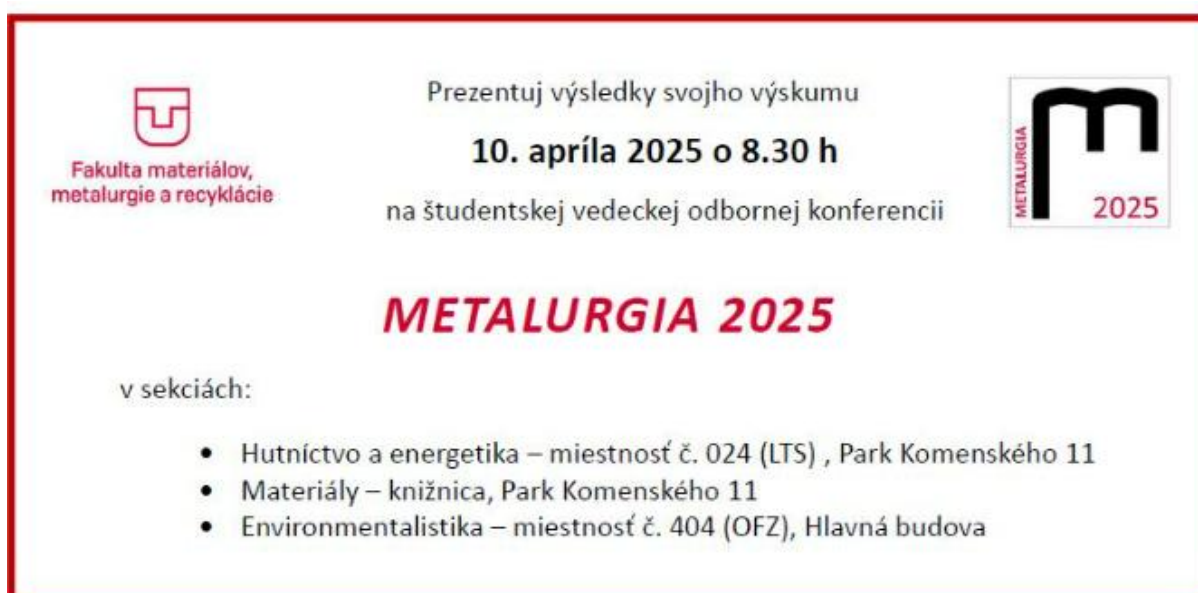 Fakulta materiálov,
metalurgie a recyklácie
Prezentuj výsledky svojho výskumu
10. apríla 2025 o 8.30 h
na študentskej vedeckej odbornej konferencii
METALURGIA
2025
METALURGIA 2025
v sekciách:
• Hutníctvo a energetika – miestnosť č. 024 (LTS) , Park Komenského 11
• Materiály – knižnica, Park Komenského 11
• Environmentalistika – miestnosť č. 404 (OFZ), Hlavná budova